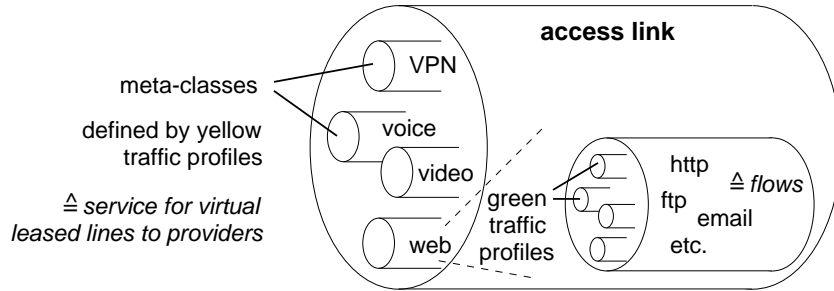 access link
VPN
meta-classes
voice
defined by yellow
traffic profiles
video
≙ service for virtual
leased lines to providers
web
green
traffic
profiles
http
≙ flows
ftp
email
etc.